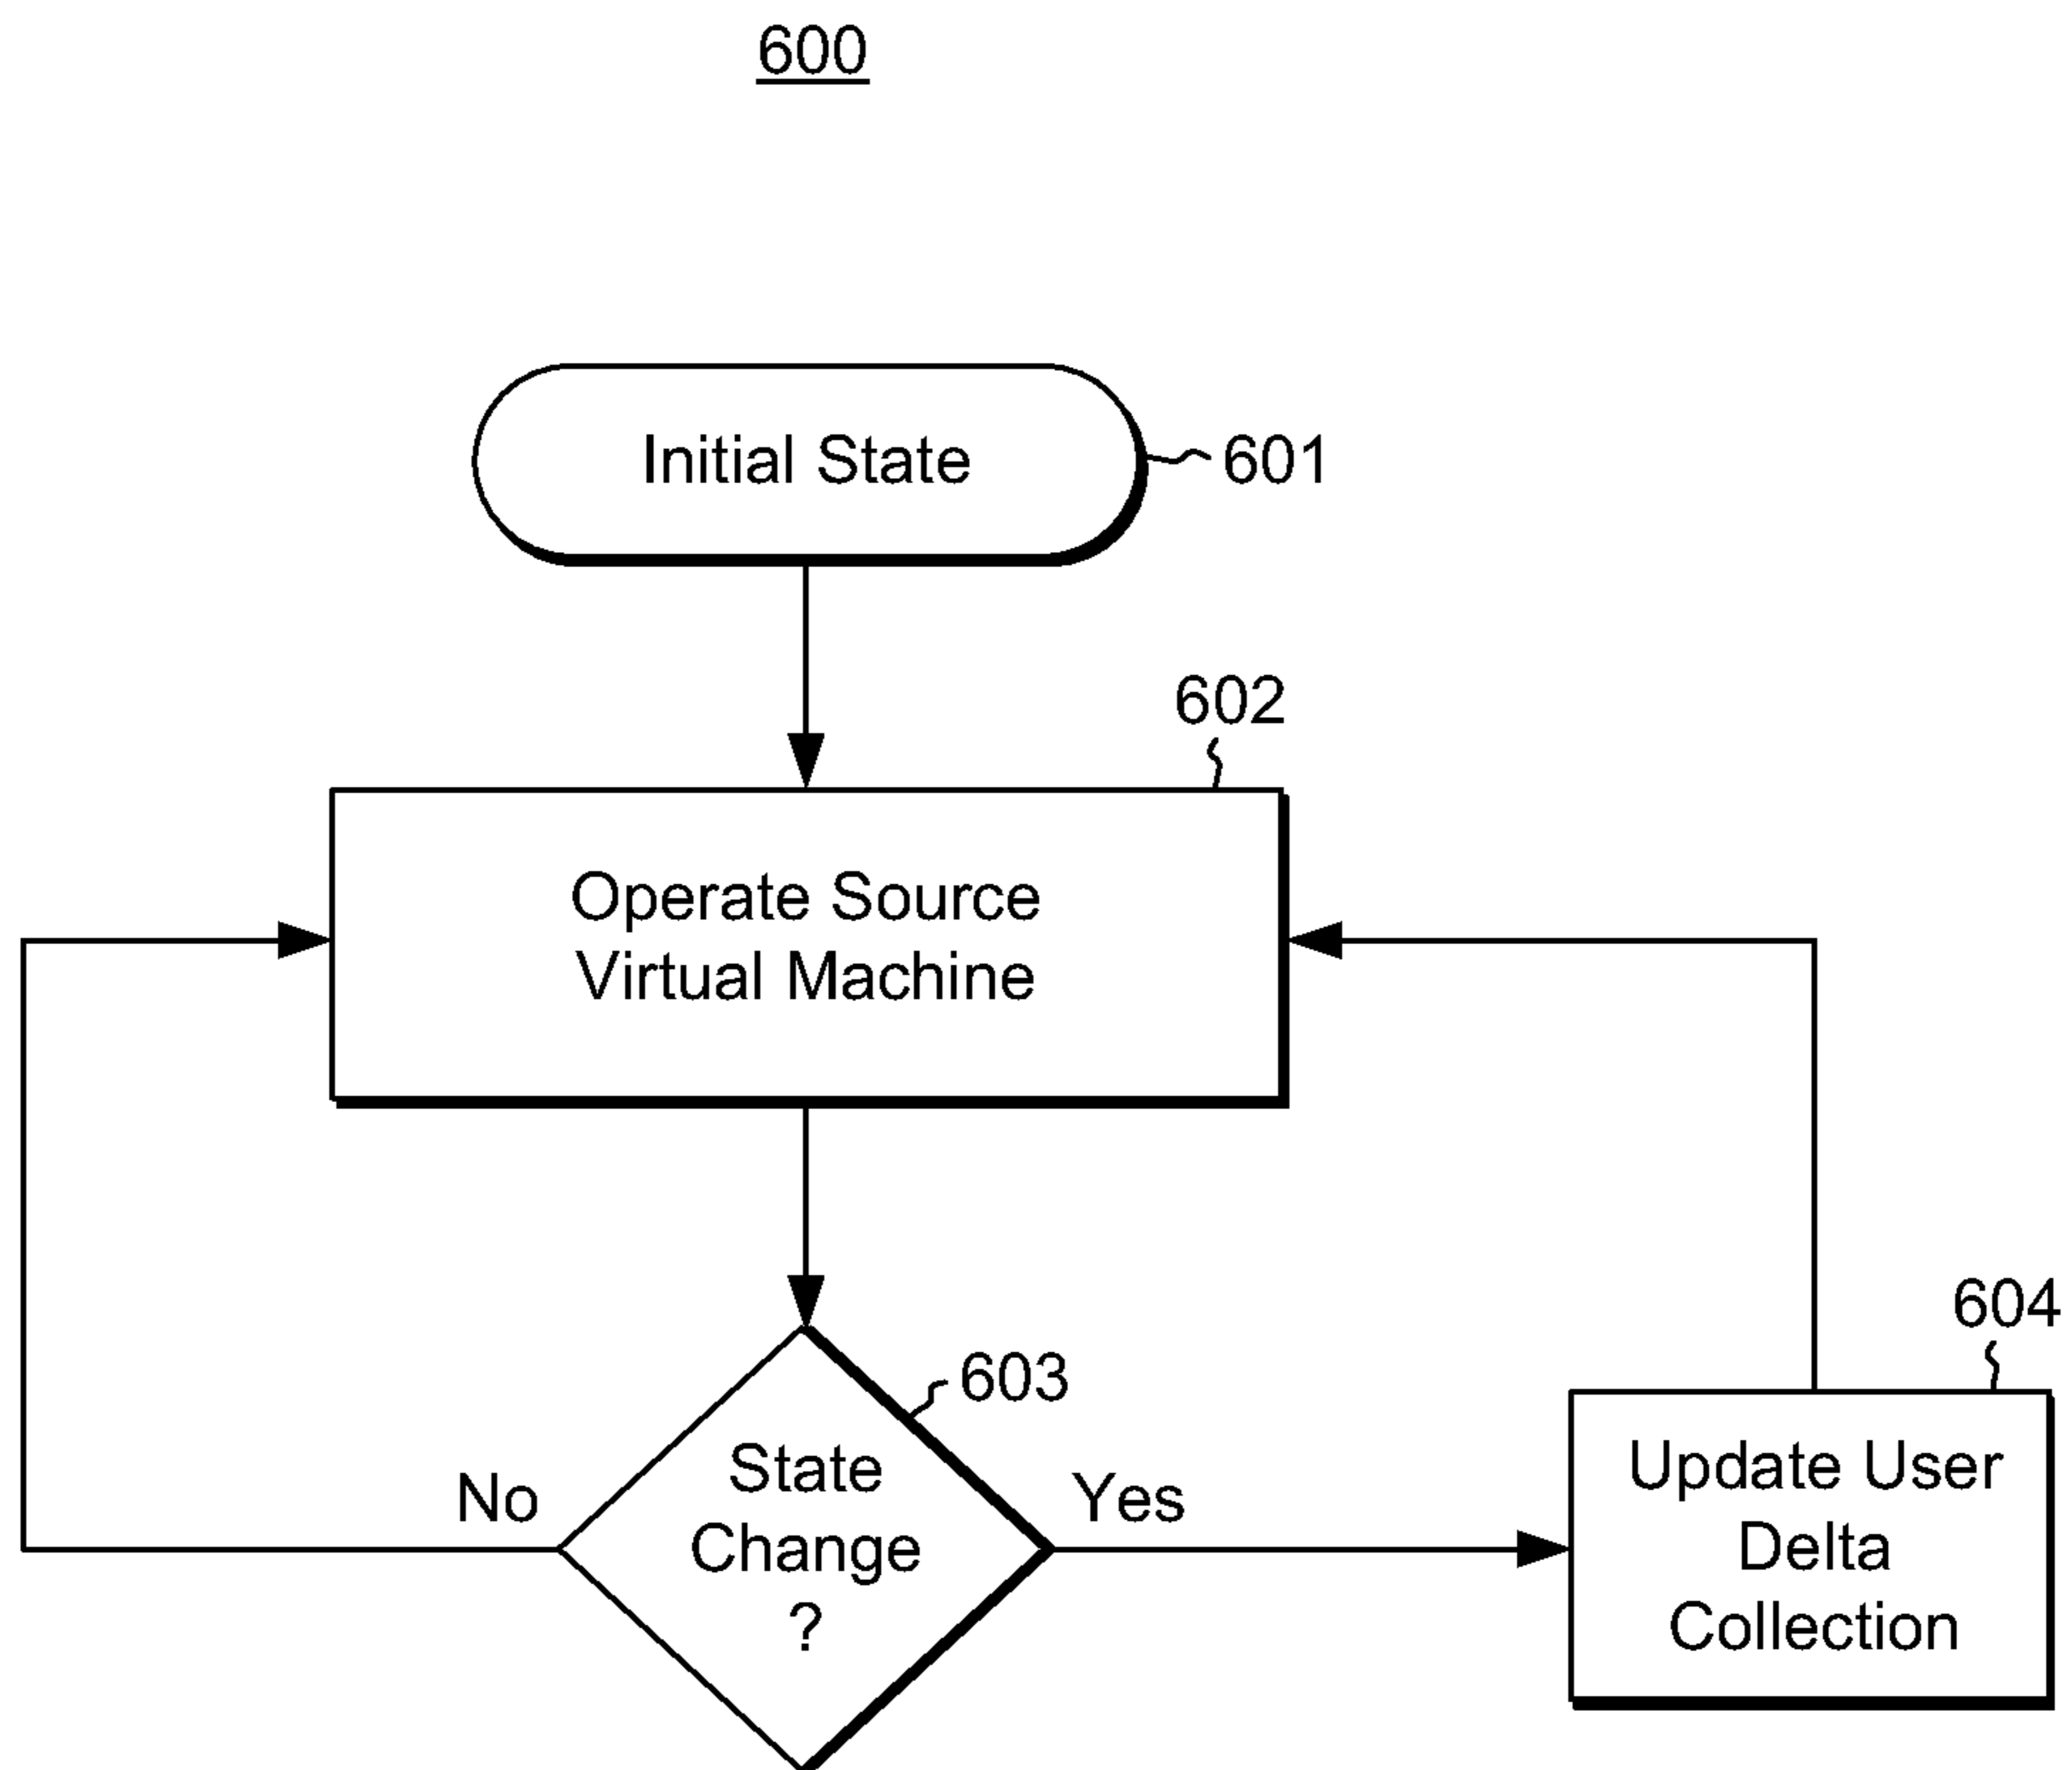 600
Initial State
601
602
Operate Source
Virtual Machine
603
604
State
Change
?
No
Yes
Update User
Delta
Collection